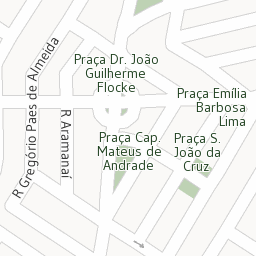 Praça Dr. João
Guilherme
Flocke
Praça Emília
Barbosa
Lima
Praça Cap.
Mateus de
Andrade
Praça S.
João da
Cruz
R Gregório Paes de Almeida
R Aramanaí